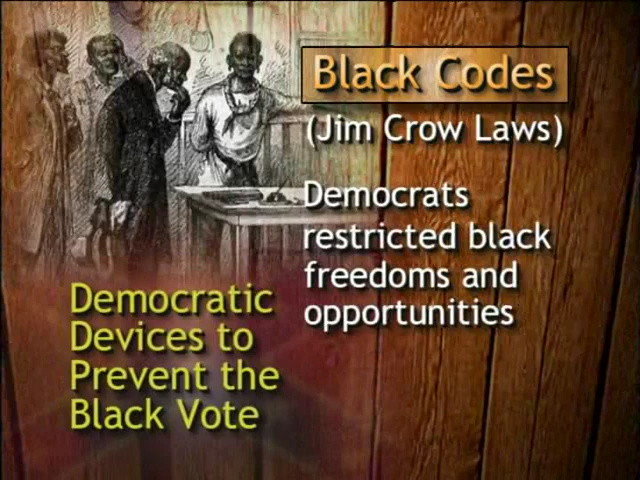 Black Codes
(Jim Crow Laws)
Democrats
restricted black
freedoms and
opportunities
Democratic
Devices to
Prevent the
Black Vote